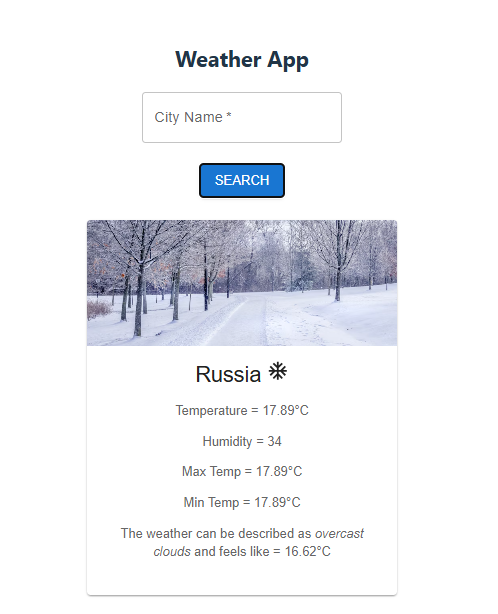 Weather App
City Name *
SEARCH
Russia
Temperature = 17.89°C
Humidity = 34
Max Temp = 17.89°C
Min Temp = 17.89°C
The weather can be described as overcast
clouds and feels like = 16.62°C